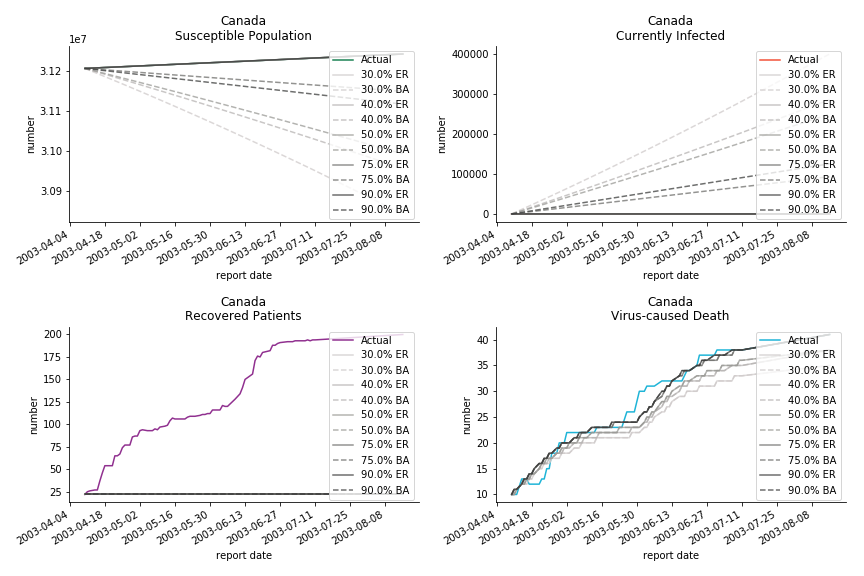 Canada
Susceptible Population
1e7
31.12
31.11
31.10
31.09
number
2003-04-04
2003-04-18
2003-05-02
2003-05-16
2003-05-30
2003-06-13
2003-06-27
2003-07-11
2003-07-25
2003-08-08
report date
Actual
30.0% ER
30.0% BA
40.0% ER
40.0% BA
50.0% ER
50.0% BA
75.0% ER
75.0% BA
90.0% ER
90.0% BA
Canada
Currently Infected
400000
300000
200000
100000
0
number
2003-04-04
2003-04-18
2003-05-02
2003-05-16
2003-05-30
2003-06-13
2003-06-27
2003-07-11
2003-07-25
2003-08-08
report date
Actual
30.0% ER
30.0% BA
40.0% ER
40.0% BA
50.0% ER
50.0% BA
75.0% ER
75.0% BA
90.0% ER
90.0% BA
Canada
Recovered Patients
200
175
150
125
100
75
50
25
number
2003-04-04
2003-04-18
2003-05-02
2003-05-16
2003-05-30
2003-06-13
2003-06-27
2003-07-11
2003-07-25
2003-08-08
report date
Actual
30.0% ER
30.0% BA
40.0% ER
40.0% BA
50.0% ER
50.0% BA
75.0% ER
75.0% BA
90.0% ER
90.0% BA
Canada
Virus-caused Death
40
35
30
25
20
15
10
number
2003-04-04
2003-04-18
2003-05-02
2003-05-16
2003-05-30
2003-06-13
2003-06-27
2003-07-11
2003-07-25
2003-08-08
report date
Actual
30.0% ER
30.0% BA
40.0% ER
40.0% BA
50.0% ER
50.0% BA
75.0% ER
75.0% BA
90.0% ER
90.0% BA